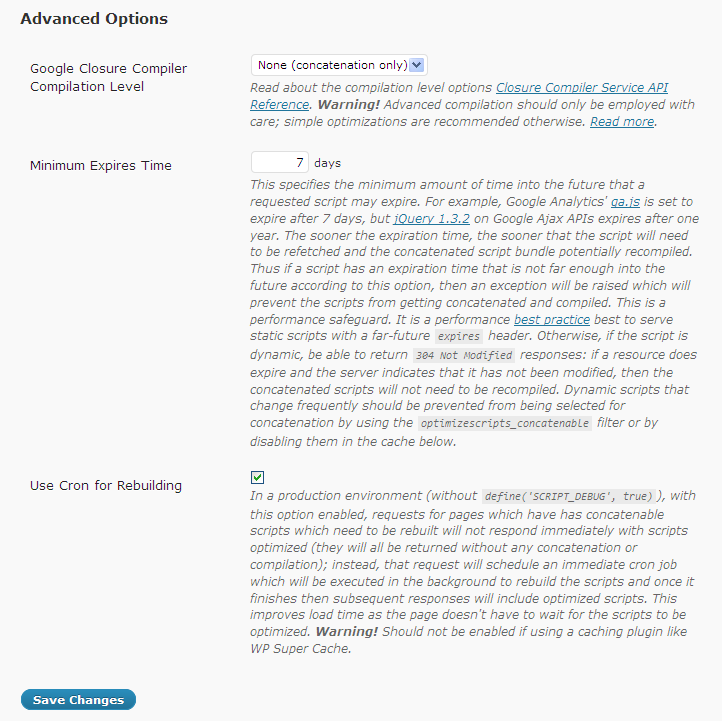 Advanced Options
Google Closure Compiler
Compilation Level
None (concatenation only)
Read about the compilation level options Closure Compiler Service API
Reference. Warning! Advanced compilation should only be employed with
care; simple optimizations are recommended otherwise. Read more.
Minimum Expires Time
7 days
This specifies the minimum amount of time into the future that a
requested script may expire. For example, Google Analytics' ga.js is set to
expire after 7 days, but jQuery 1.3.2 on Google Ajax APIs expires after one
year. The sooner the expiration time, the sooner that the script will need
to be refetched and the concatenated script bundle potentially recompiled.
Thus if a script has an expiration time that is not far enough into the
future according to this option, then an exception will be raised which will
prevent the scripts from getting concatenated and compiled. This is a
performance safeguard. It is a performance best practice best to serve
static scripts with a far-future expires header. Otherwise, if the script is
dynamic, be able to return 304 Not Modified responses: if a resource does
expire and the server indicates that it has not been modified, then the
concatenated scripts will not need to be recompiled. Dynamic scripts that
change frequently should be prevented from being selected for
concatenation by using the optimizescripts_concatenable filter or by
disabling them in the cache below.
Use Cron for Rebuilding
In a production environment (without define('SCRIPT_DEBUG', true)), with
this option enabled, requests for pages which have has concatenable
scripts which need to be rebuilt will not respond immediately with scripts
optimized (they will all be returned without any concatenation or
compilation); instead, that request will schedule an immediate cron job
which will be executed in the background to rebuild the scripts and once it
finishes then subsequent responses will include optimized scripts. This
improves load time as the page doesn't have to wait for the scripts to be
optimized. Warning! Should not be enabled if using a caching plugin like
WP Super Cache.
Save Changes